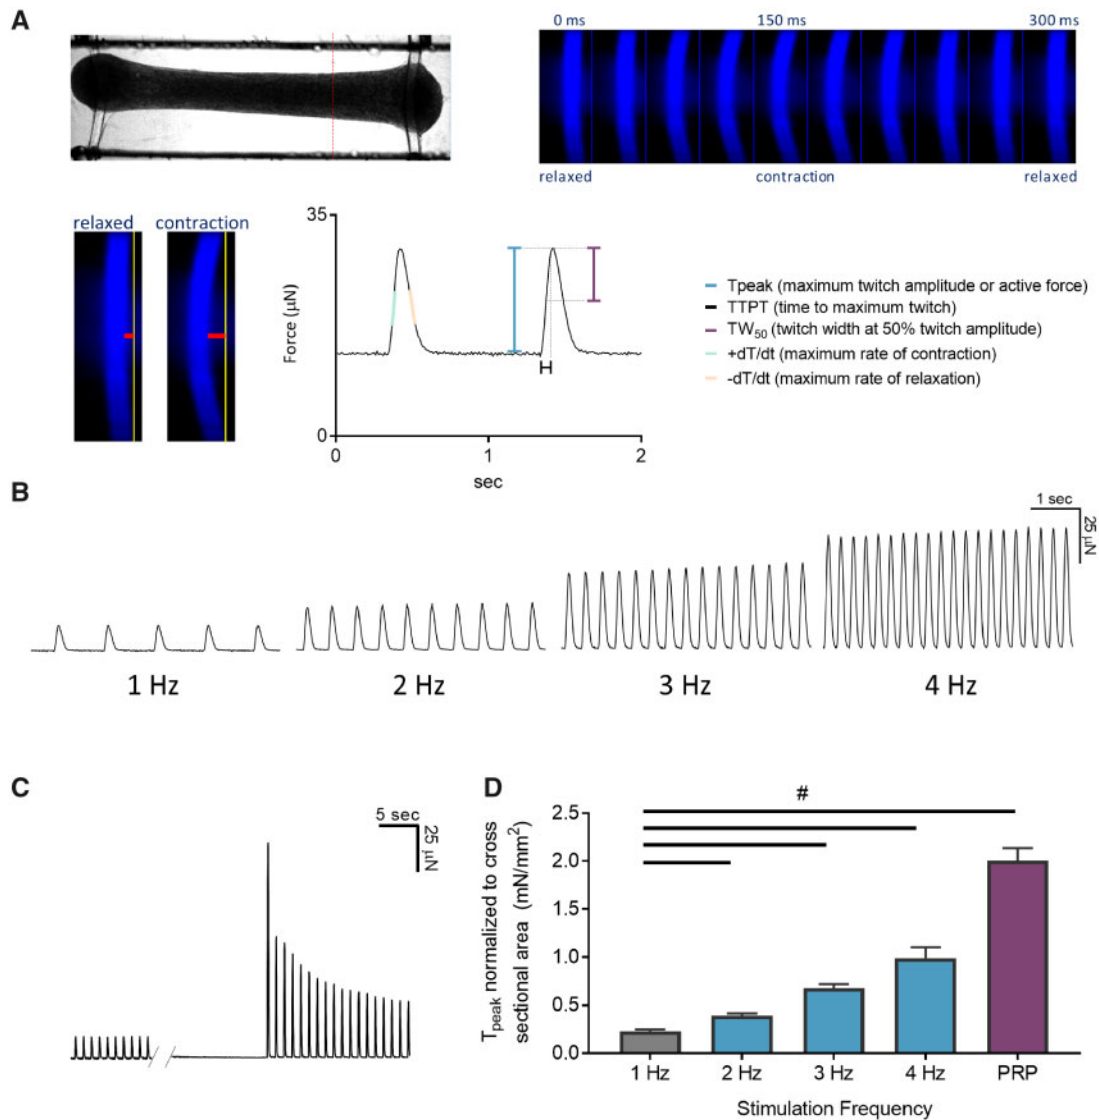 A
0 ms 150 ms 300 ms
relaxed contraction relaxed
relaxed contraction
35
Force (µN)
0
0 1 2
sec
Tpeak (maximum twitch amplitude or active force)
TTPT (time to maximum twitch)
TW50 (twitch width at 50% twitch amplitude)
+dT/dt (maximum rate of contraction)
-dT/dt (maximum rate of relaxation)
H
B
1 sec
25 µN
1 Hz 2 Hz 3 Hz 4 Hz
C
5 sec
25 µN
D
#
Tpeak normalized to cross
sectional area (mN/mm²)
2.5
2.0
1.5
1.0
0.5
0.0
1 Hz 2 Hz 3 Hz 4 Hz PRP
Stimulation Frequency